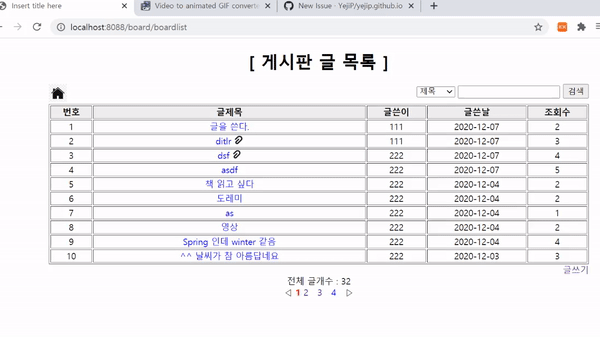 Insert title here × Video to animated GIF converte × New Issue · YejiP/yejip.github.io × +
localhost:8088/board/boardlist
[ 게시판 글 목록 ]
제목 검색
번호 글제목 글쓴이 글쓴날 조회수
1 글을 쓴다. 111 2020-12-07 2
2 ditlr 111 2020-12-07 3
3 dsf 222 2020-12-07 4
4 asdf 222 2020-12-07 5
5 책 읽고 싶다 222 2020-12-04 2
6 도레미 222 2020-12-04 2
7 as 222 2020-12-04 1
8 영상 222 2020-12-04 2
9 Spring 인데 winter 같음 222 2020-12-04 4
10 ^^ 날씨가 참 아름답네요 222 2020-12-03 3
글쓰기
전체 글개수 : 32
◁ 1 2 3 4 ▷